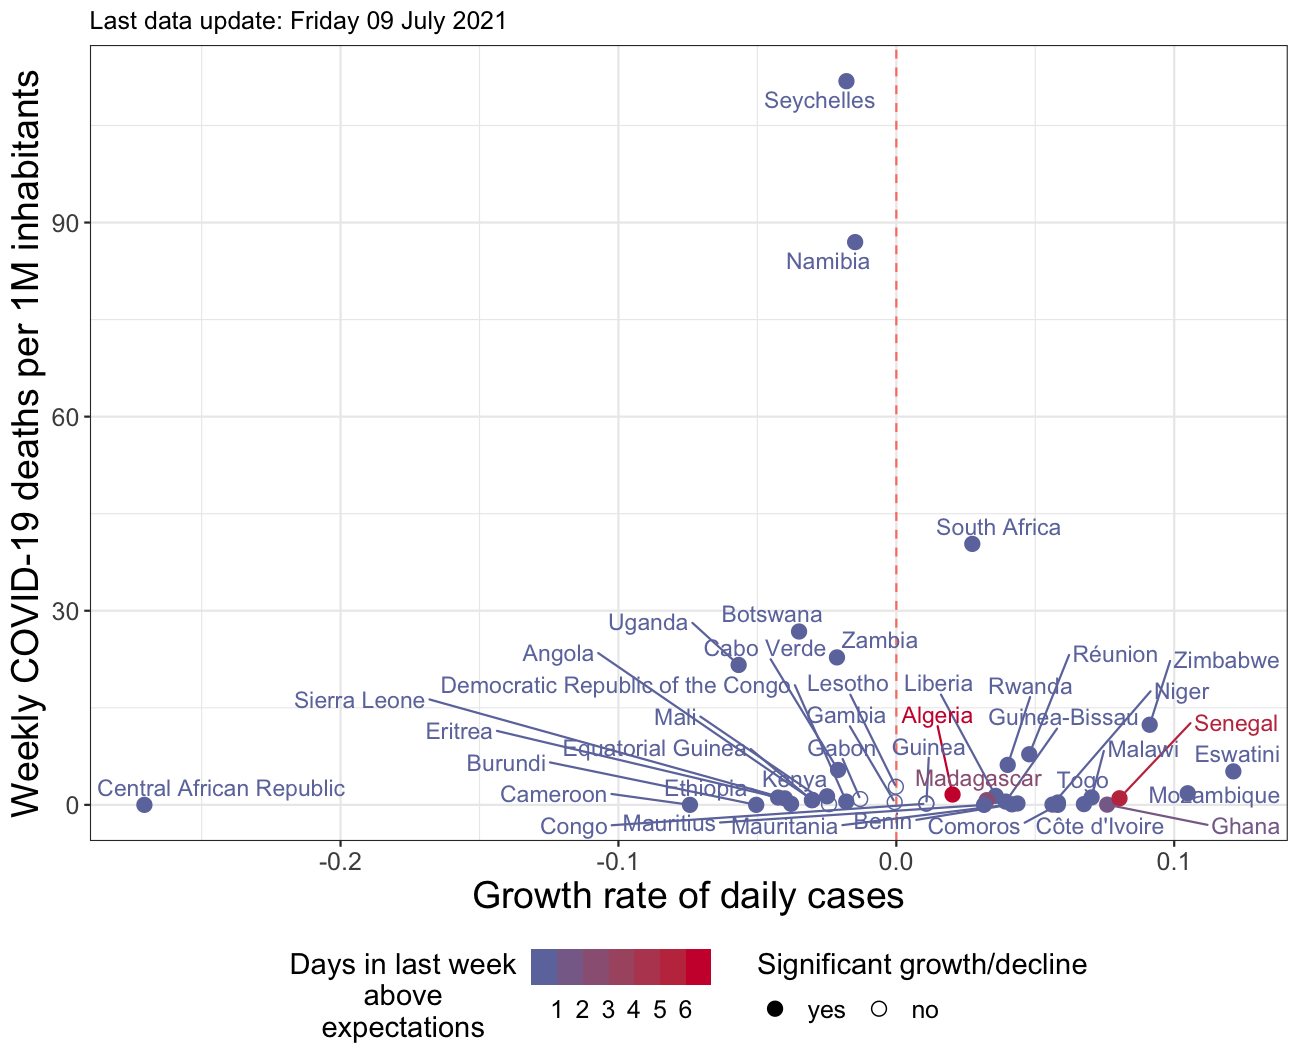 Last data update: Friday 09 July 2021
Weekly COVID-19 deaths per 1M inhabitants
90
60
30
0
Seychelles
Namibia
South Africa
Uganda
Botswana
Zambia
Angola
Cabo Verde
Réunion
Zimbabwe
Democratic Republic of the Congo
Lesotho
Liberia
Rwanda
Niger
Sierra Leone
Mali
Gambia
Algeria
Guinea-Bissau
Senegal
Eritrea
Equatorial Guinea
Gabon
Guinea
Malawi
Eswatini
Burundi
Kenya
Madagascar
Togo
Central African Republic
Cameroon
Ethiopia
Mozambique
Congo
Mauritius
Mauritania
Benin
Comoros
Côte d'Ivoire
Ghana
-0.2
-0.1
0.0
0.1
Growth rate of daily cases
Days in last week
above
expectations
1 2 3 4 5 6
Significant growth/decline
yes
no